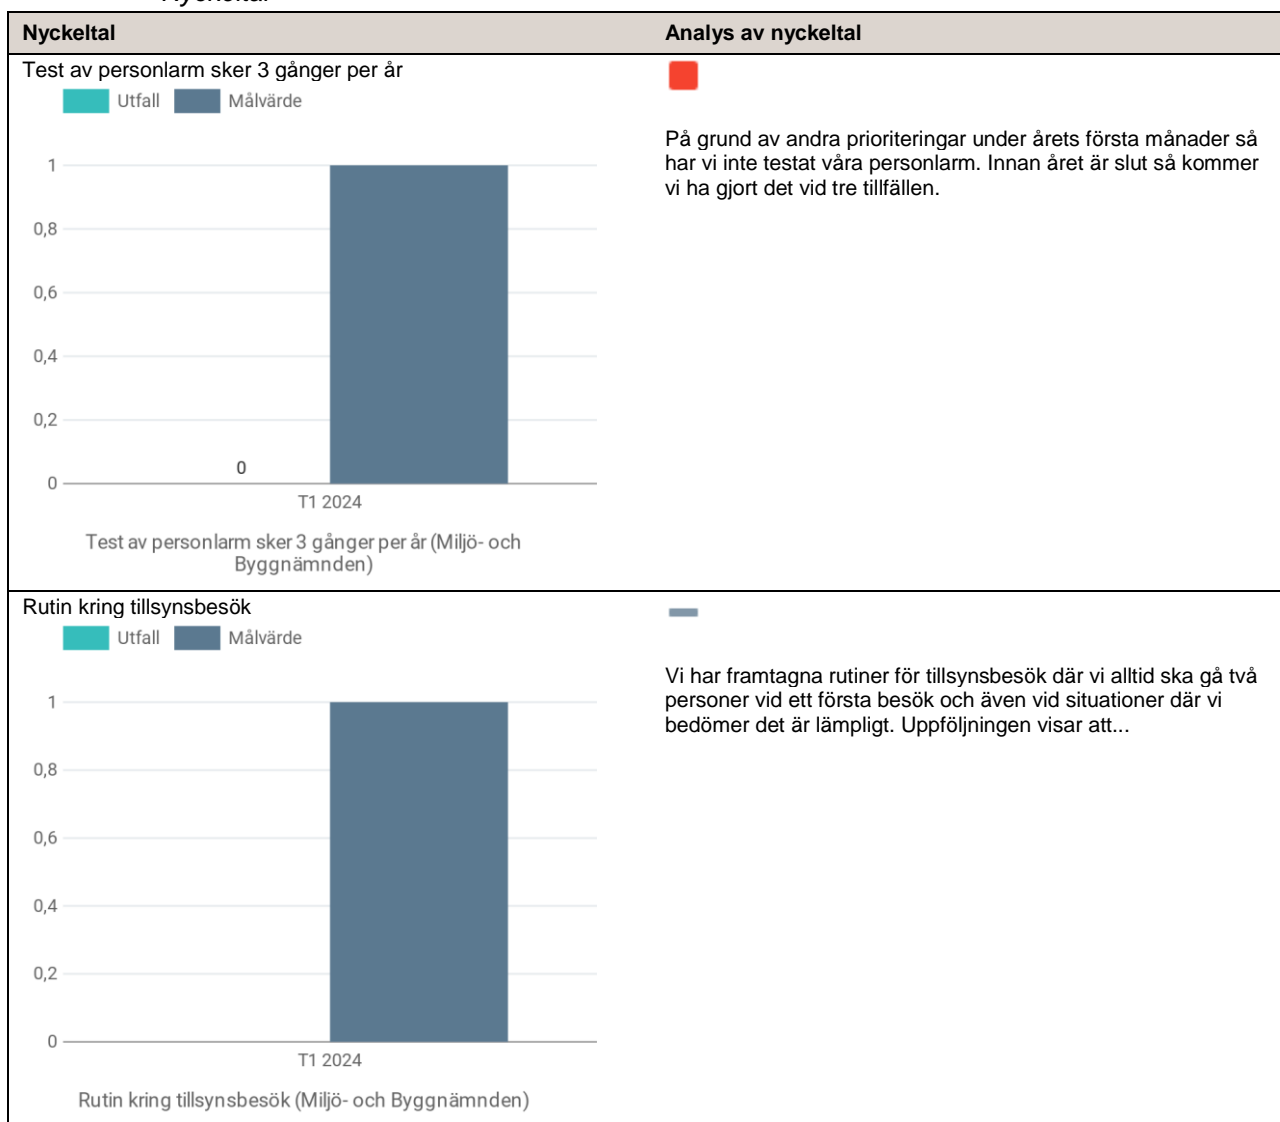 Nyckeltal
Nyckeltal
Analys av nyckeltal
Test av personlarm sker 3 gånger per år
Utfall
Målvärde
1
0,8
0,6
0,4
0,2
0
0
T1 2024
Test av personlarm sker 3 gånger per år (Miljö- och
Byggnämnden)
På grund av andra prioriteringar under årets första månader så
har vi inte testat våra personlarm. Innan året är slut så kommer
vi ha gjort det vid tre tillfällen.
Rutin kring tillsynsbesök
Utfall
Målvärde
1
0,8
0,6
0,4
0,2
0
T1 2024
Rutin kring tillsynsbesök (Miljö- och Byggnämnden)
Vi har framtagna rutiner för tillsynsbesök där vi alltid ska gå två
personer vid ett första besök och även vid situationer där vi
bedömer det är lämpligt. Uppföljningen visar att...